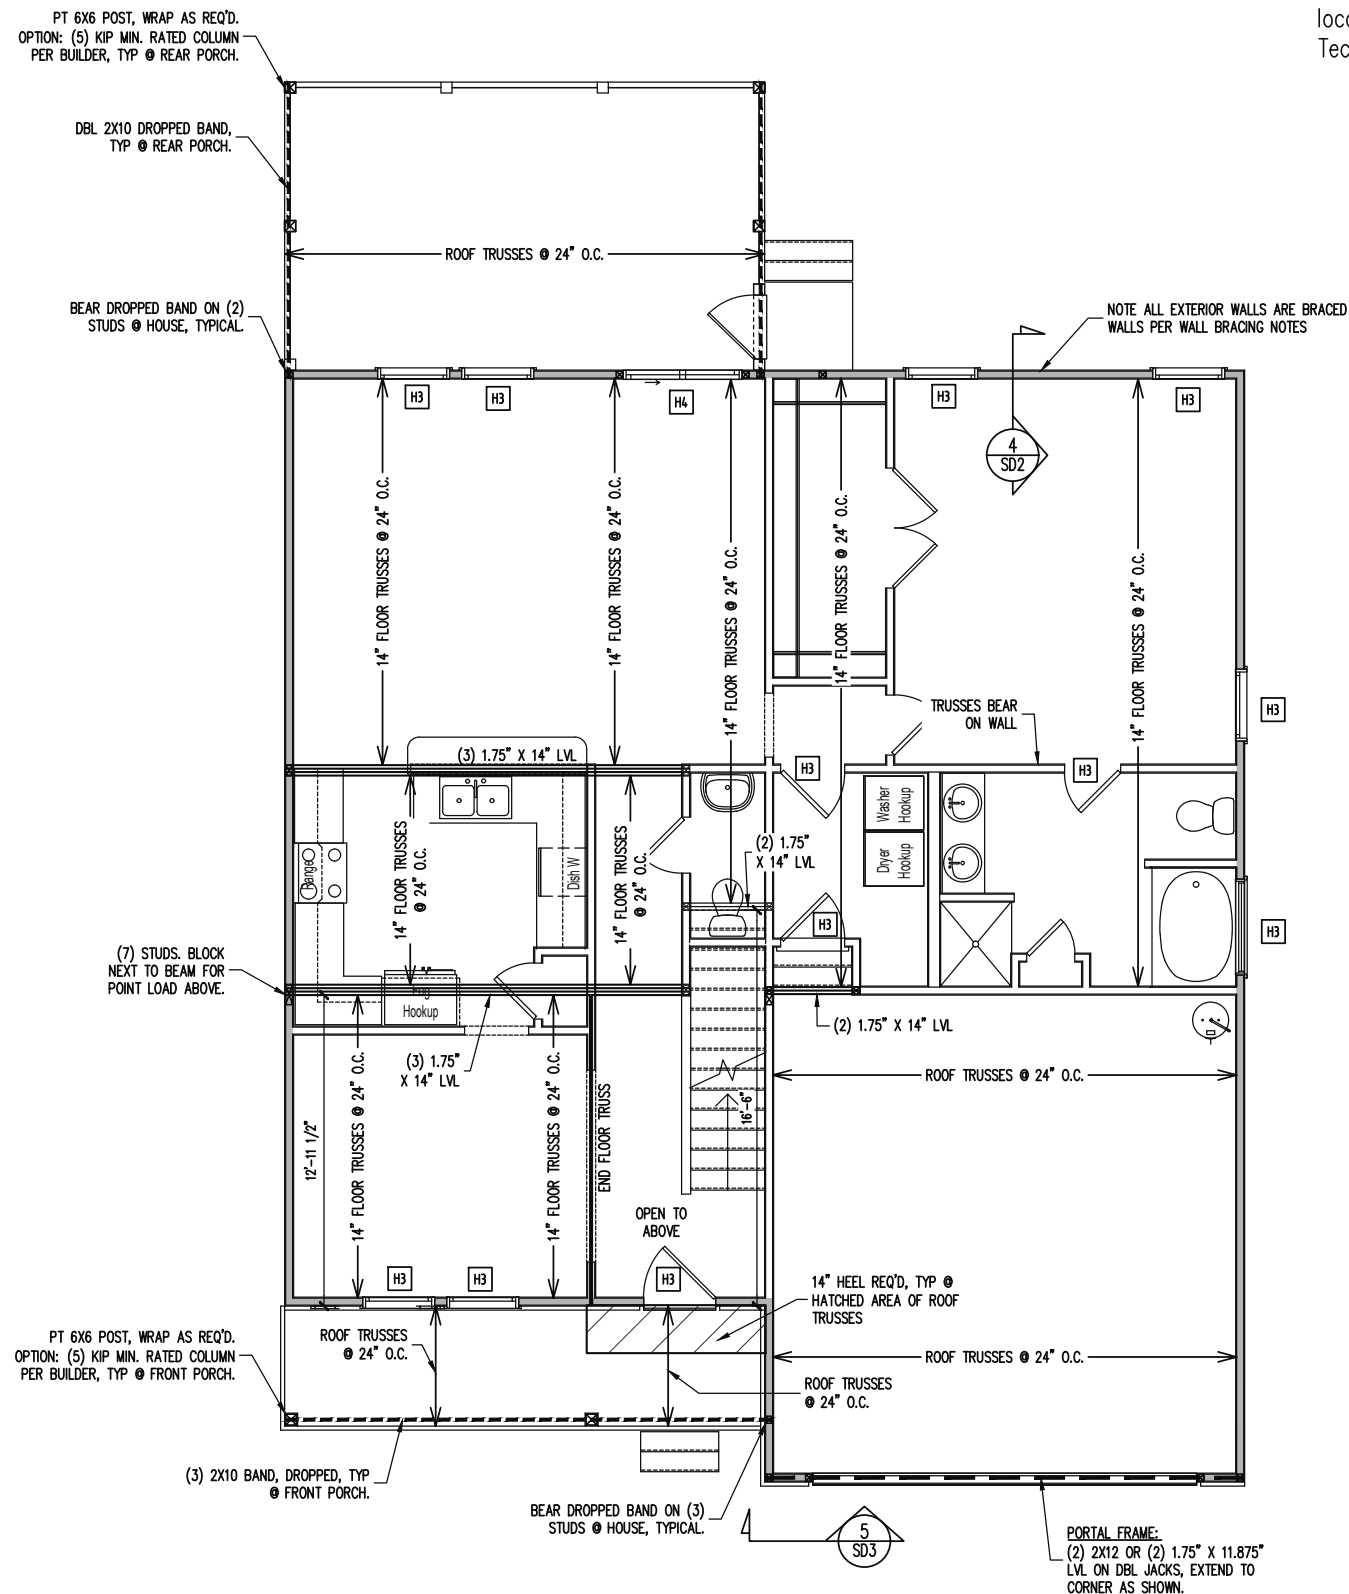 PT 6X6 POST, WRAP AS REQ'D.
OPTION: (5) KIP MIN. RATED COLUMN
PER BUILDER, TYP @ REAR PORCH.
DBL 2X10 DROPPED BAND,
TYP @ REAR PORCH.
ROOF TRUSSES @ 24" O.C.
BEAR DROPPED BAND ON (2)
STUDS @ HOUSE, TYPICAL.
NOTE ALL EXTERIOR WALLS ARE BRACED
WALLS PER WALL BRACING NOTES
H3
H3
H4
H3
H3
4
SD2
14" FLOOR TRUSSES @ 24" O.C.
14" FLOOR TRUSSES @ 24" O.C.
14" FLOOR TRUSSES @ 24" O.C.
14" FLOOR TRUSSES @ 24" O.C.
14" FLOOR TRUSSES @ 24" O.C.
TRUSSES BEAR
ON WALL
H3
(3) 1.75" X 14" LVL
H3
H3
Washer
Hookup
Dryer
Hookup
(2) 1.75"
X 14" LVL
Range
Dish W
14" FLOOR TRUSSES
@ 24" O.C.
14" FLOOR TRUSSES
@ 24" O.C.
H3
H3
(7) STUDS. BLOCK
NEXT TO BEAM FOR
POINT LOAD ABOVE.
Hookup
(2) 1.75" X 14" LVL
(3) 1.75"
X 14" LVL
ROOF TRUSSES @ 24" O.C.
12'-11 1/2"
14" FLOOR TRUSSES @ 24" O.C.
14" FLOOR TRUSSES @ 24" O.C.
END FLOOR TRUSS
16'-6"
OPEN TO
ABOVE
H3
H3
H3
14" HEEL REQ'D, TYP @
HATCHED AREA OF ROOF
TRUSSES
PT 6X6 POST, WRAP AS REQ'D.
OPTION: (5) KIP MIN. RATED COLUMN
PER BUILDER, TYP @ FRONT PORCH.
ROOF TRUSSES
@ 24" O.C.
ROOF TRUSSES @ 24" O.C.
ROOF TRUSSES
@ 24" O.C.
(3) 2X10 BAND, DROPPED, TYP
@ FRONT PORCH.
BEAR DROPPED BAND ON (3)
STUDS @ HOUSE, TYPICAL.
5
SD3
PORTAL FRAME:
(2) 2X12 OR (2) 1.75" X 11.875"
LVL ON DBL JACKS, EXTEND TO
CORNER AS SHOWN.